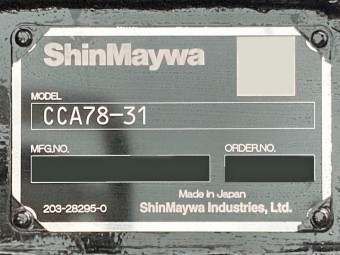 ShinMaywa
MODEL
CCA78-31
MFG.NO. ORDER.NO.
Made in Japan
203-28295-0 ShinMaywa Industries, Ltd.